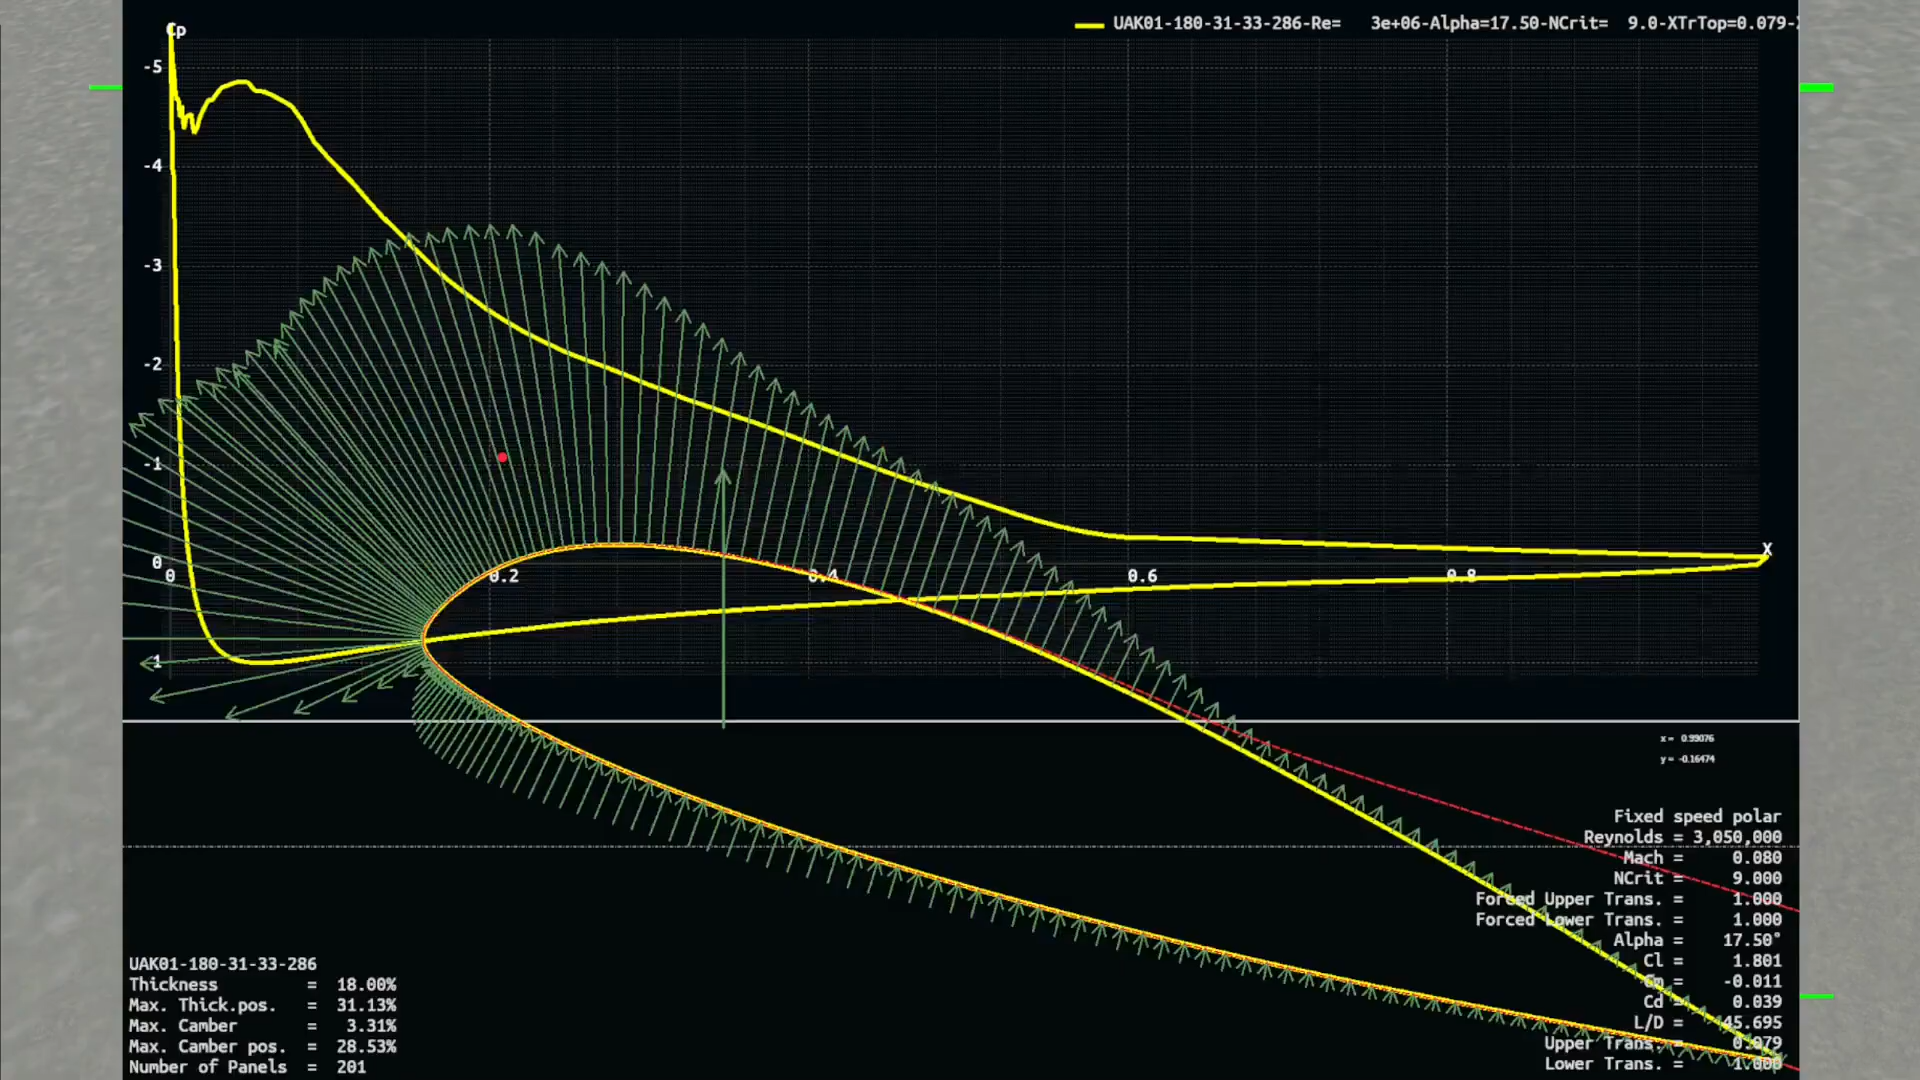 Cp
UAK01-180-31-33-286-Re= 3e+06-Alpha=17.50-NCrit= 9.0-XTrTop=0.079-
-5
-4
-3
-2
-1
0
X
0 0.2 0.4 0.6 0.8
1
x = 0.99076
y = -0.16474
Fixed speed polar
Reynolds = 3,050,000
Mach = 0.080
NCrit = 9.000
Forced Upper Trans. = 1.000
Forced Lower Trans. = 1.000
Alpha = 17.50°
Cl = 1.801
Cm = -0.011
Cd = 0.039
L/D = 45.695
Upper Trans. = 0.079
Lower Trans. = 1.000
UAK01-180-31-33-286
Thickness = 18.00%
Max. Thick.pos. = 31.13%
Max. Camber = 3.31%
Max. Camber pos. = 28.53%
Number of Panels = 201